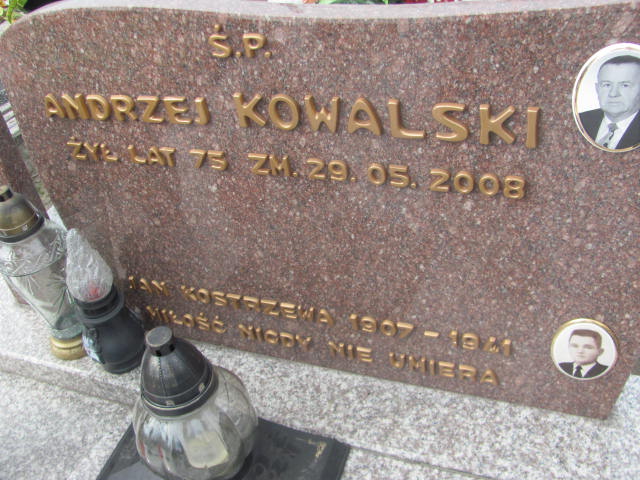 Ś.P.
ANDRZEJ KOWALSKI
ŻYŁ LAT 75 ZM. 29. 05. 2008
JAN KOSTRZEWA 1907 - 1941
MIŁOŚĆ NIGDY NIE UMIERA